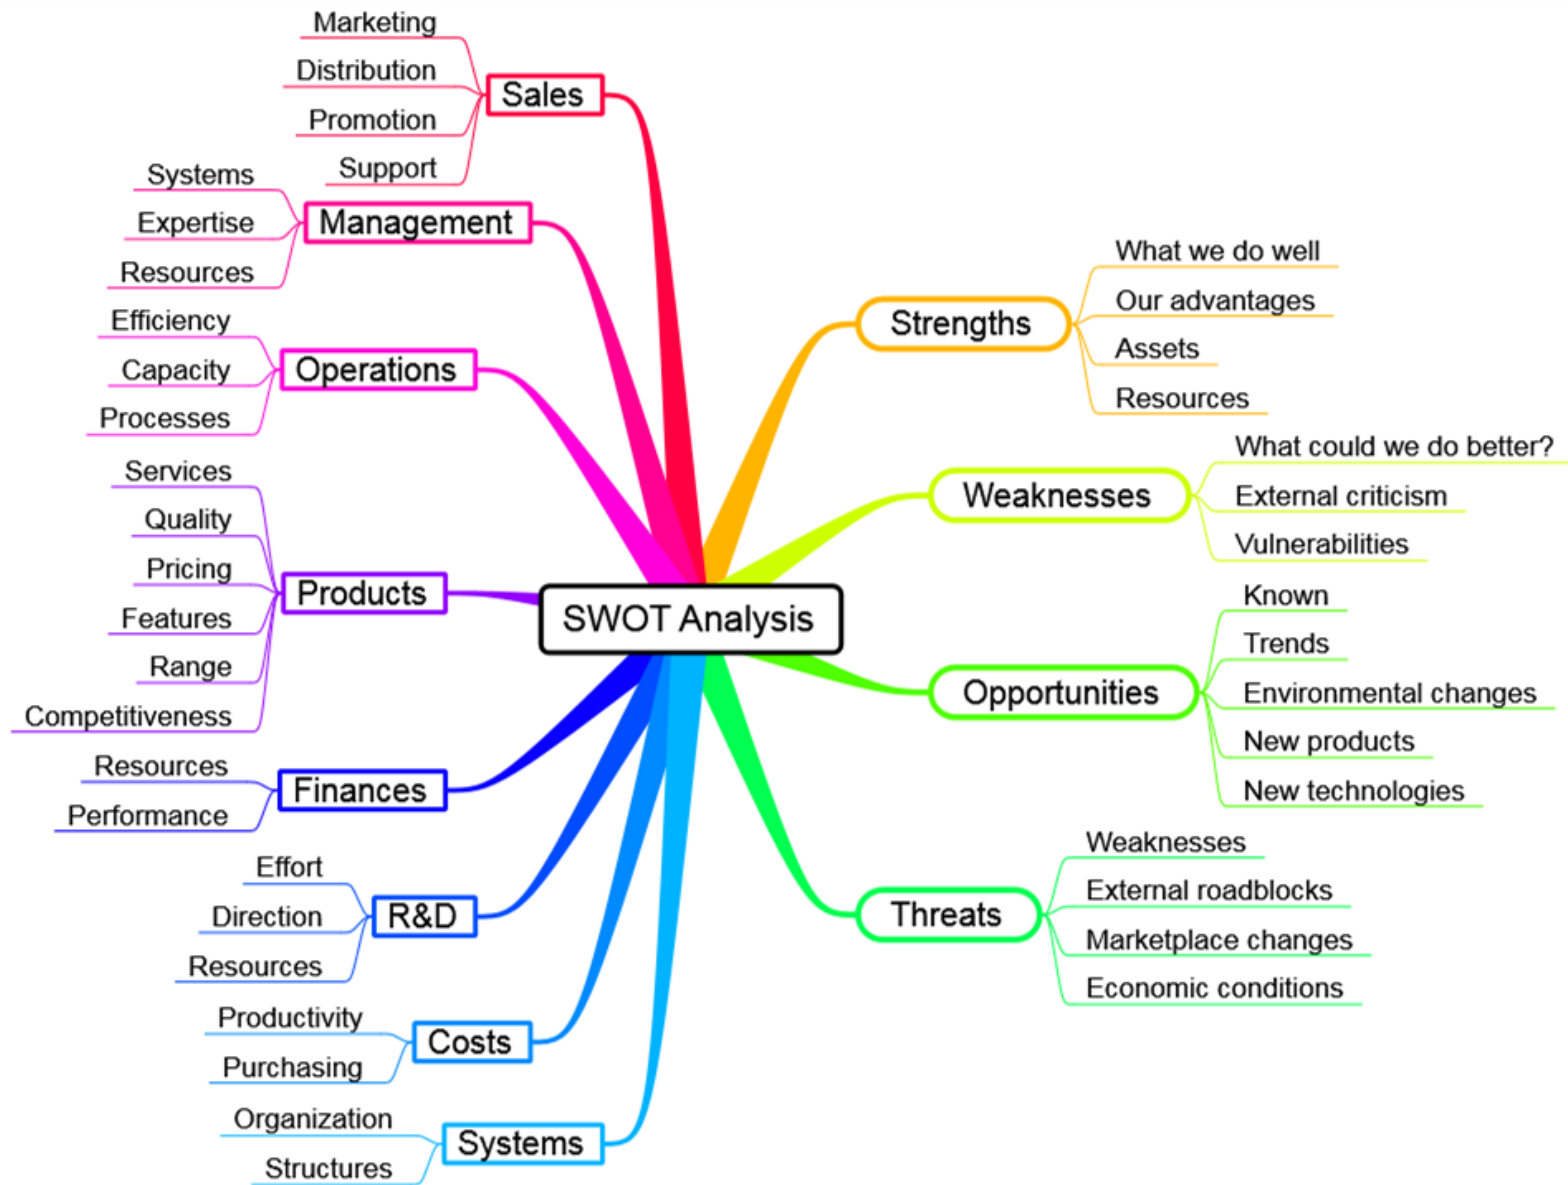 SWOT Analysis
Sales
Marketing
Distribution
Promotion
Support
Management
Systems
Expertise
Resources
Operations
Efficiency
Capacity
Processes
Products
Services
Quality
Pricing
Features
Range
Competitiveness
Finances
Resources
Performance
R&D
Effort
Direction
Resources
Costs
Productivity
Purchasing
Systems
Organization
Structures
Strengths
What we do well
Our advantages
Assets
Resources
Weaknesses
What could we do better?
External criticism
Vulnerabilities
Opportunities
Known
Trends
Environmental changes
New products
New technologies
Threats
Weaknesses
External roadblocks
Marketplace changes
Economic conditions